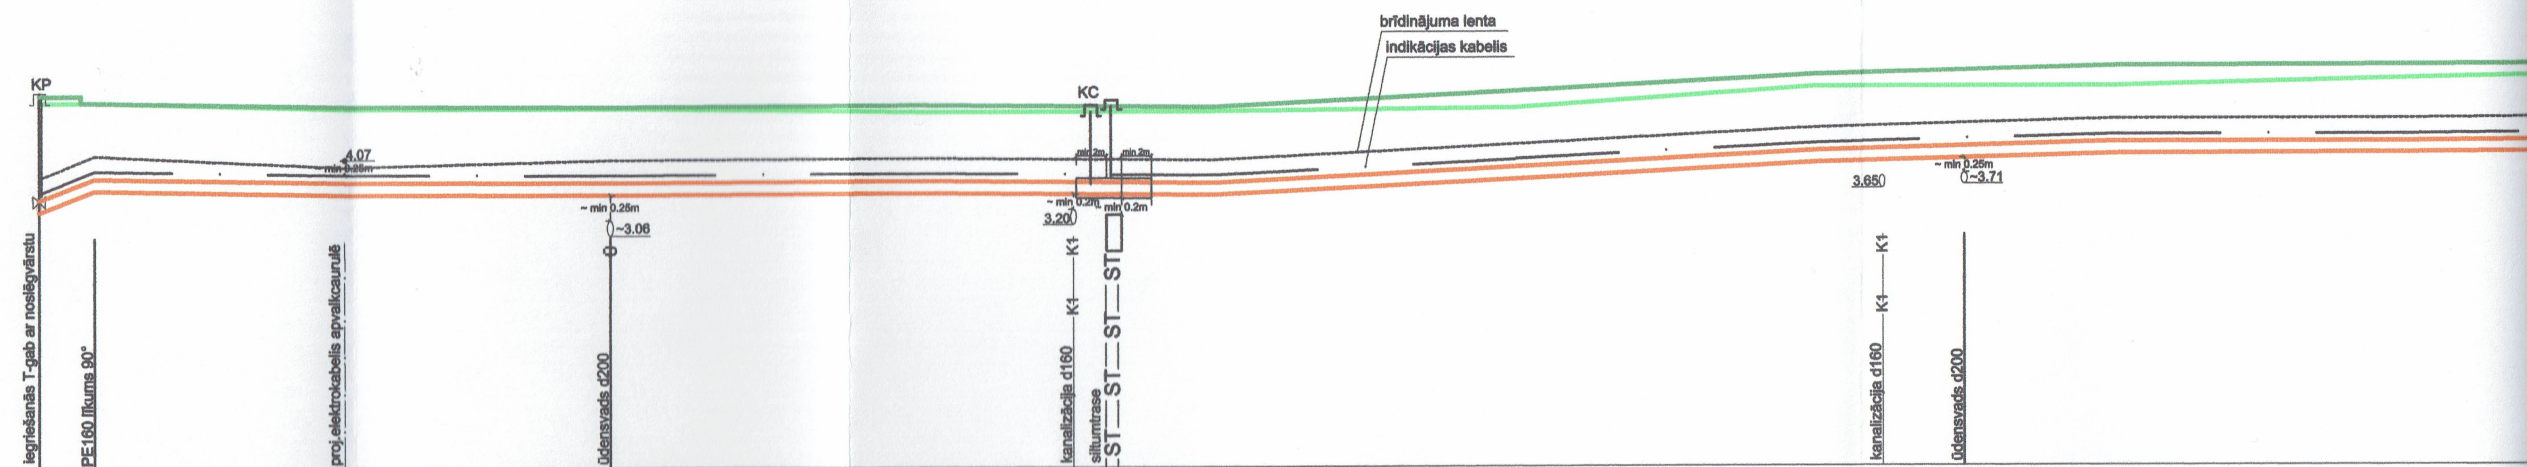 brīdinājuma lenta
indikācijas kabelis
KP
KC
4.07
min 0.25m
min 2m
min 2m
~ min 0.25m
~3.06
~ min 0.2m
~ min 0.2m
3.20
~ min 0.25m
~3.71
3.65
iegriešanās T-gab ar noslēgvārstu
PE160 līkums 90°
proj.elektrokabelis apvalkcaurulē
ūdensvads d200
kanalizācija d160
K1
K1
siltumtrase
ST
ST
ST
ST
kanalizācija d160
K1
K1
ūdensvads d200